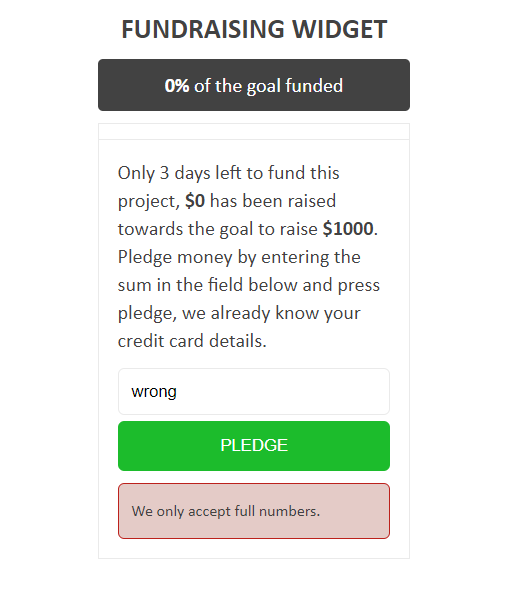 FUNDRAISING WIDGET
0% of the goal funded
Only 3 days left to fund this
project, $0 has been raised
towards the goal to raise $1000.
Pledge money by entering the
sum in the field below and press
pledge, we already know your
credit card details.
wrong
PLEDGE
We only accept full numbers.